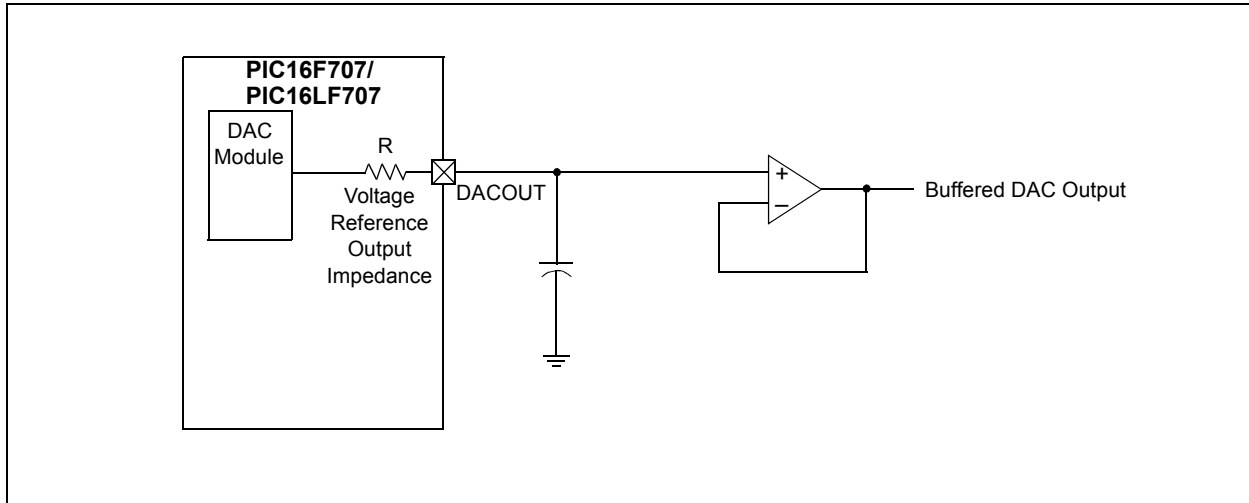 PIC16F707/
PIC16LF707
DAC
Module
R
Voltage
Reference
Output
Impedance
DACOUT
+
–
Buffered DAC Output